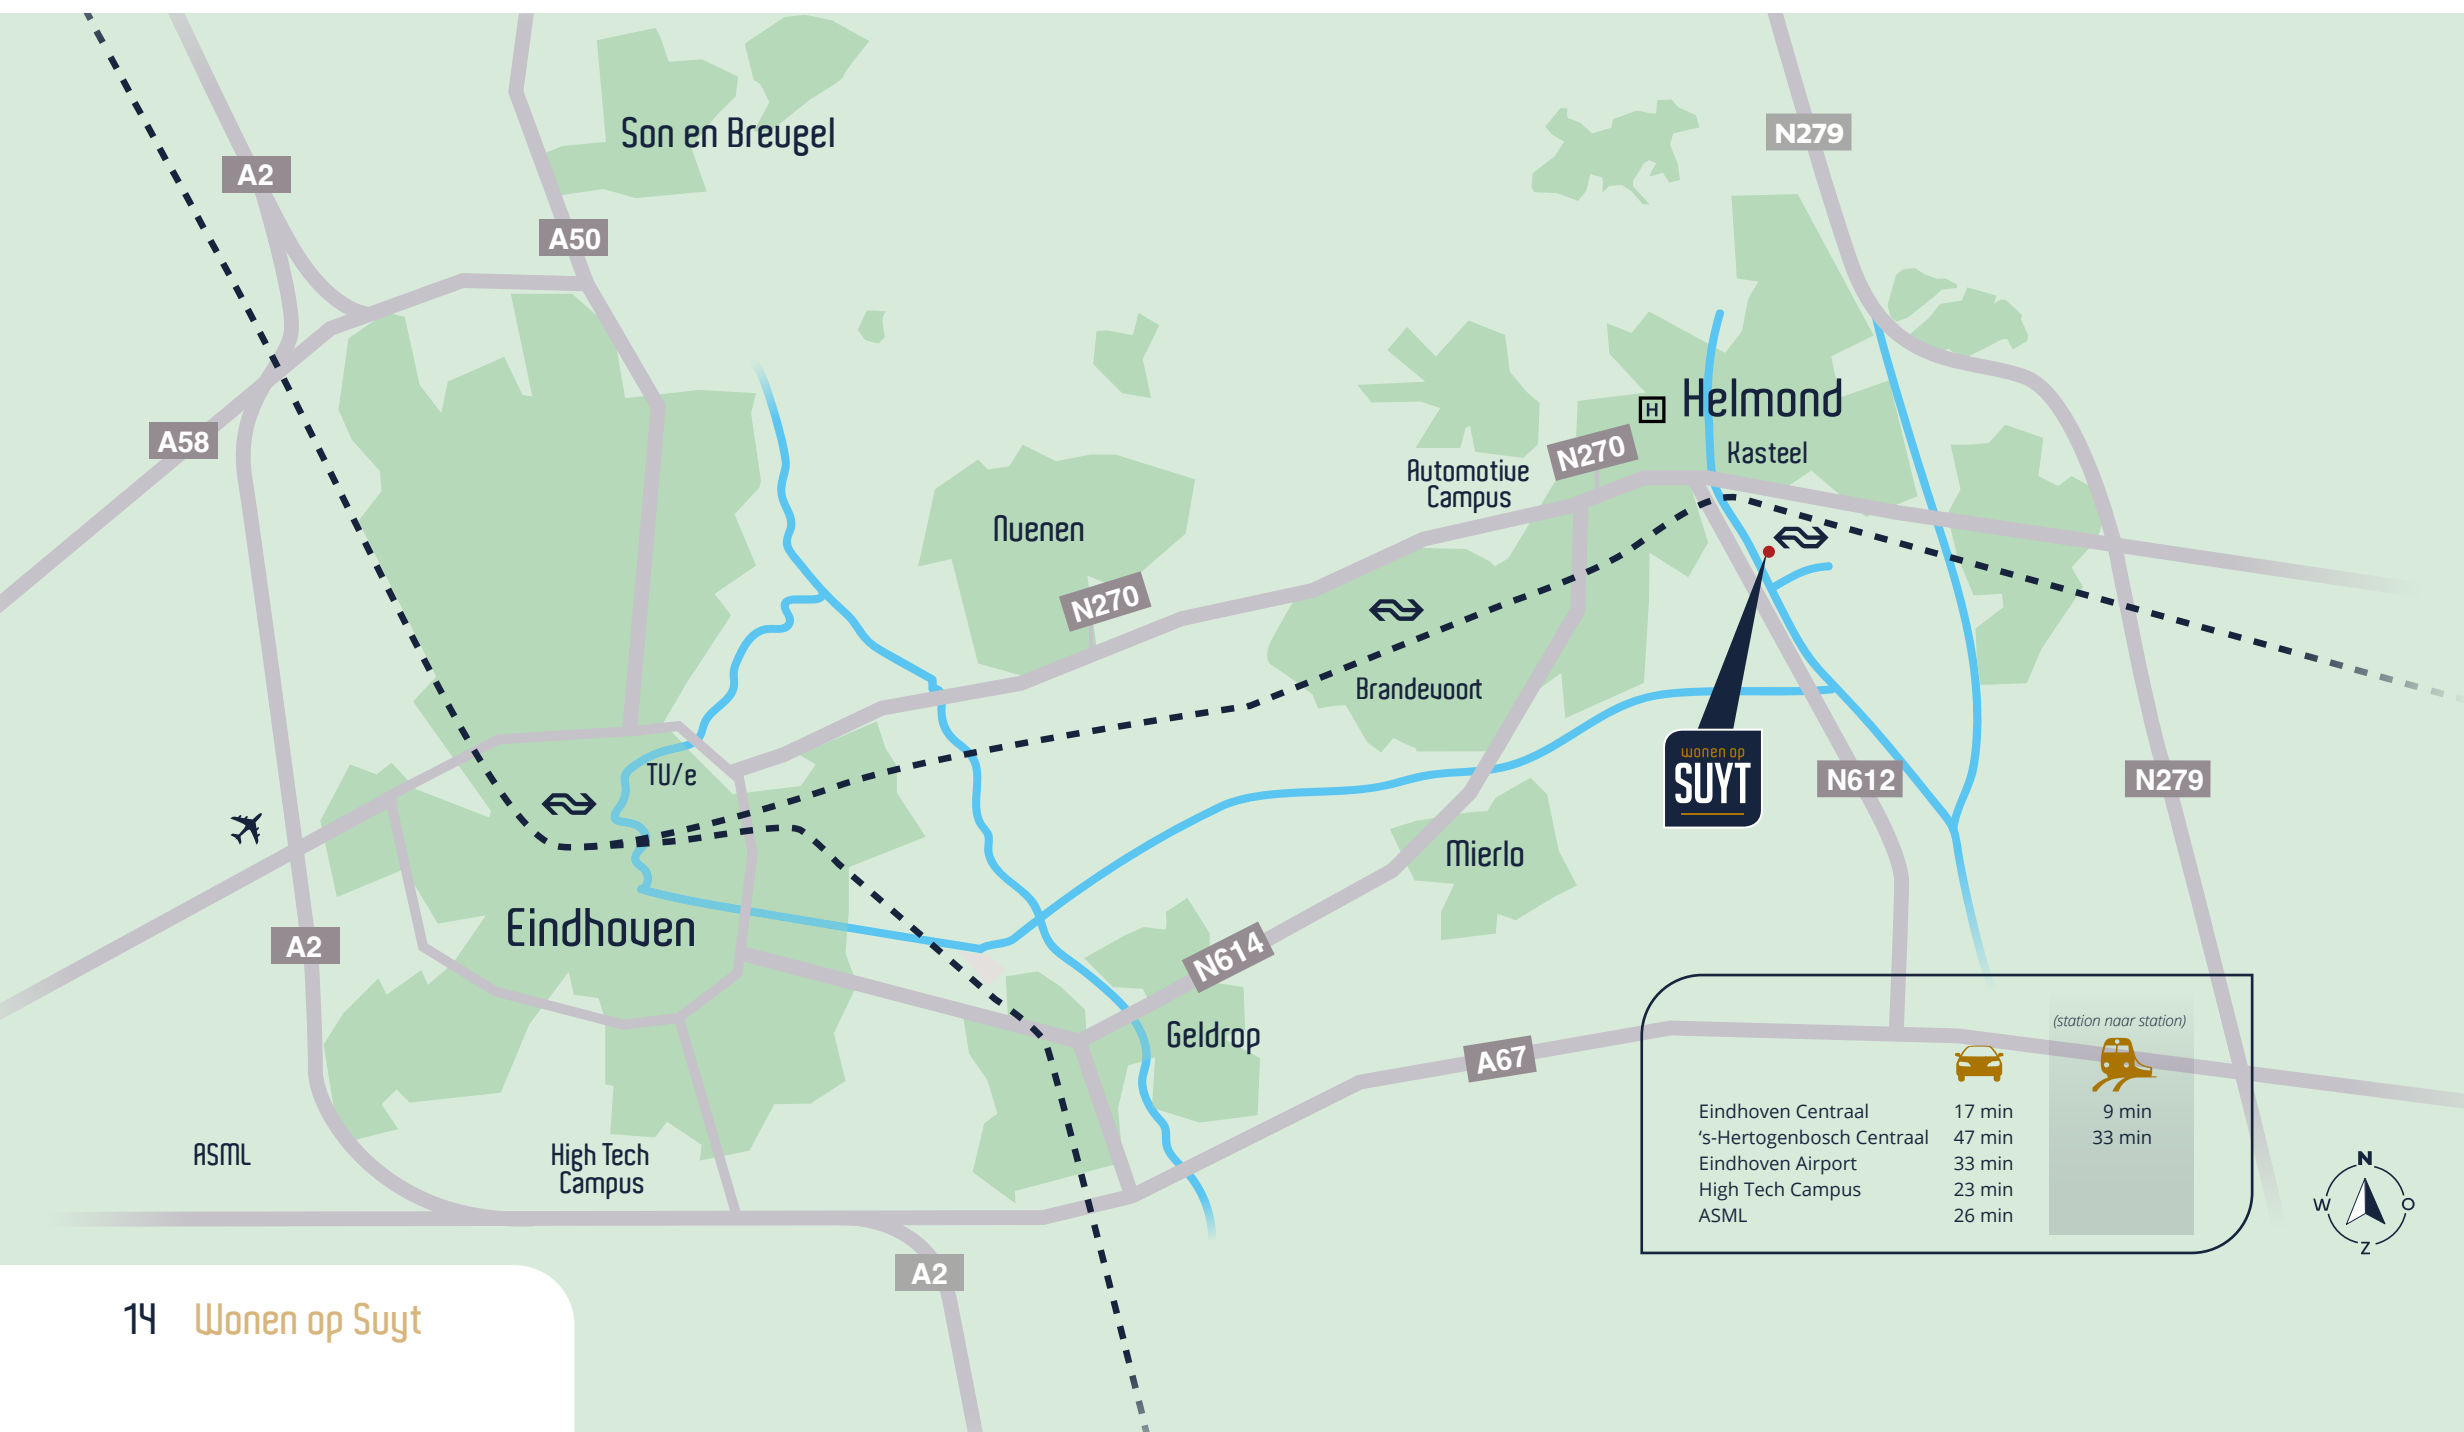 Son en Breugel
N279
A2
A50
Helmond
H
A58
Kasteel
N270
Automotive
Campus
Nuenen
N270
Brandevoort
wonen op
SUYT
TU/e
N612
N279
Mierlo
Eindhoven
A2
N614
Geldrop
A67
(station naar station)
Eindhoven Centraal 17 min 9 min
‘s-Hertogenbosch Centraal 47 min 33 min
Eindhoven Airport 33 min
High Tech Campus 23 min
ASML 26 min
ASML
High Tech
Campus
N
W O
Z
A2
14 Wonen op Suyt